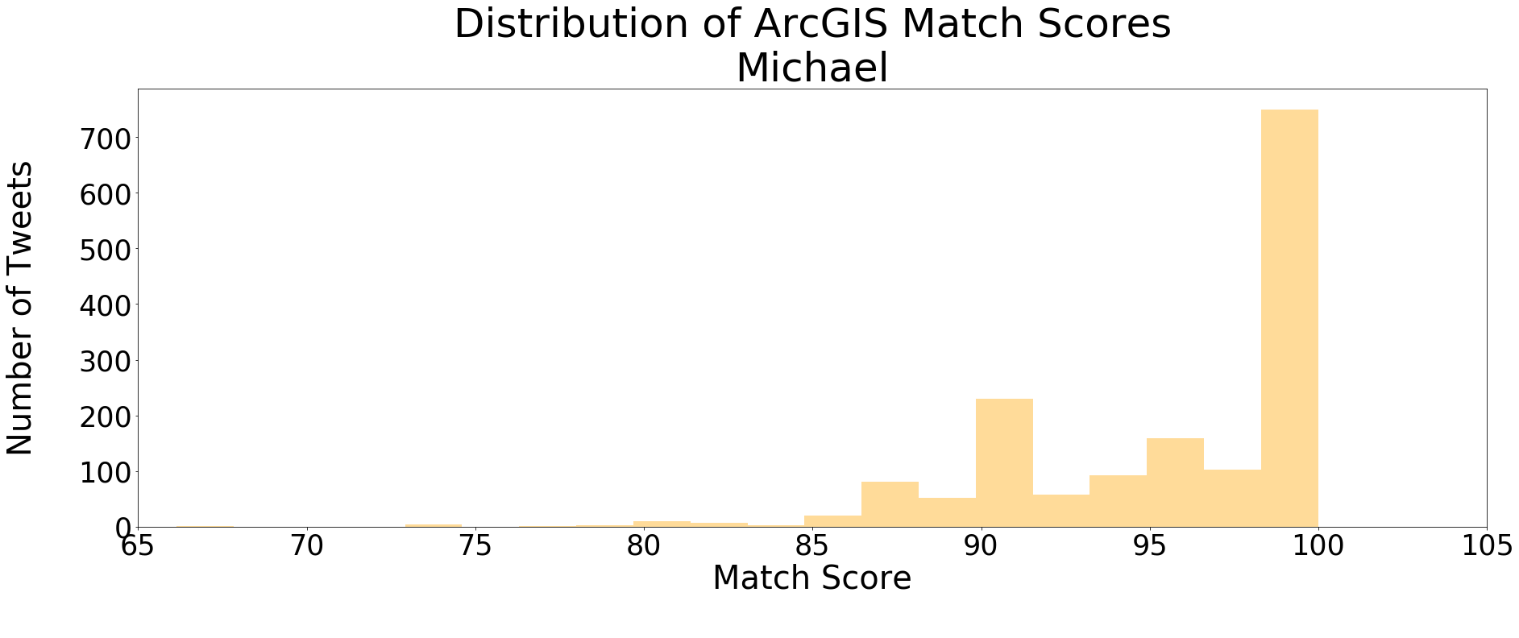 Distribution of ArcGIS Match Scores
Michael
Number of Tweets
700
600
500
400
300
200
100
0
65 70 75 80 85 90 95 100 105
Match Score